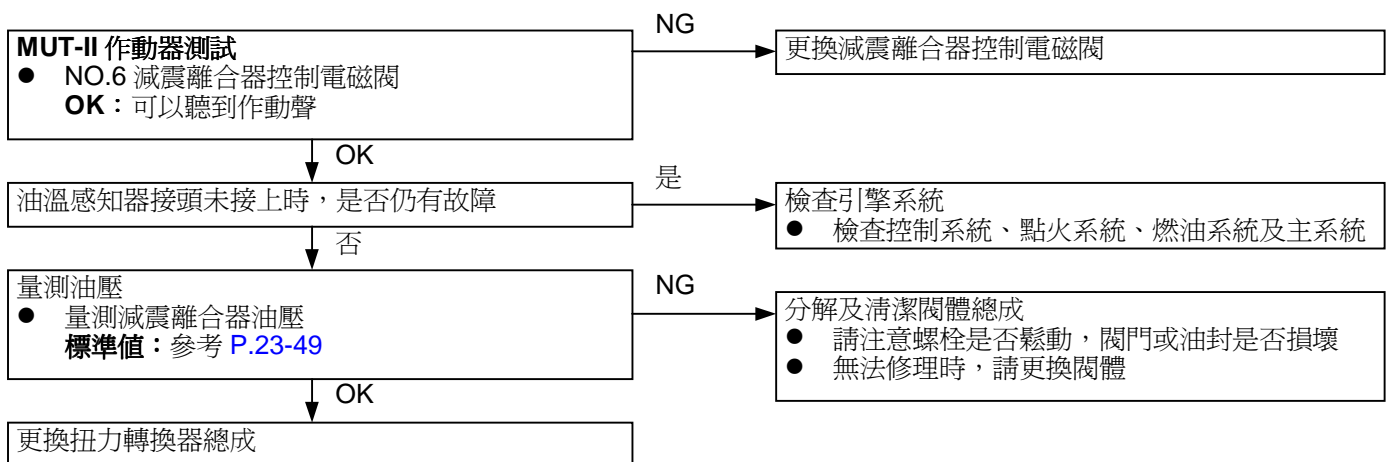 MUT-II 作動器測試
● NO.6 減震離合器控制電磁閥
OK：可以聽到作動聲
NG
更換減震離合器控制電磁閥
OK
油溫感知器接頭未接上時，是否仍有故障
是
檢查引擎系統
● 檢查控制系統、點火系統、燃油系統及主系統
否
量測油壓
● 量測減震離合器油壓
標準值：參考 P.23-49
NG
分解及清潔閥體總成
● 請注意螺栓是否鬆動，閥門或油封是否損壞
● 無法修理時，請更換閥體
OK
更換扭力轉換器總成